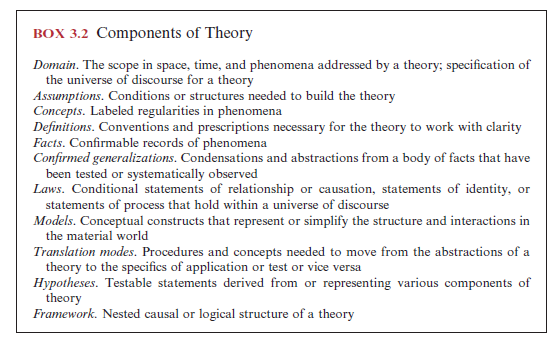 BOX 3.2 Components of Theory
Domain. The scope in space, time, and phenomena addressed by a theory; specification of
the universe of discourse for a theory
Assumptions. Conditions or structures needed to build the theory
Concepts. Labeled regularities in phenomena
Definitions. Conventions and prescriptions necessary for the theory to work with clarity
Facts. Confirmable records of phenomena
Confirmed generalizations. Condensations and abstractions from a body of facts that have
been tested or systematically observed
Laws. Conditional statements of relationship or causation, statements of identity, or
statements of process that hold within a universe of discourse
Models. Conceptual constructs that represent or simplify the structure and interactions in
the material world
Translation modes. Procedures and concepts needed to move from the abstractions of a
theory to the specifics of application or test or vice versa
Hypotheses. Testable statements derived from or representing various components of
theory
Framework. Nested causal or logical structure of a theory